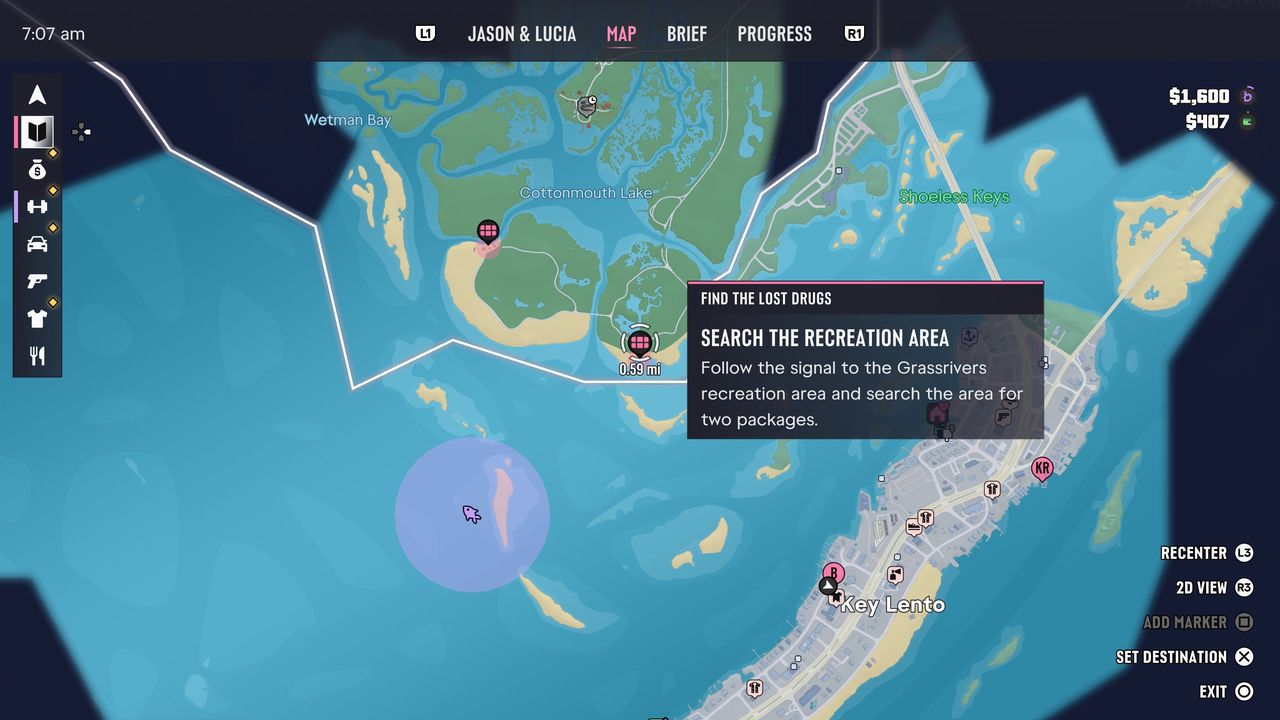 7:07 am
L1
JASON & LUCIA
MAP
BRIEF
PROGRESS
R1
$1,600
$407
Wetman Bay
Cottonmouth Lake
Shoeless Keys
0.59 mi
FIND THE LOST DRUGS
SEARCH THE RECREATION AREA
Follow the signal to the Grassrivers
recreation area and search the area for
two packages.
KR
B
Key Lento
RECENTER L3
2D VIEW R3
ADD MARKER
SET DESTINATION
EXIT